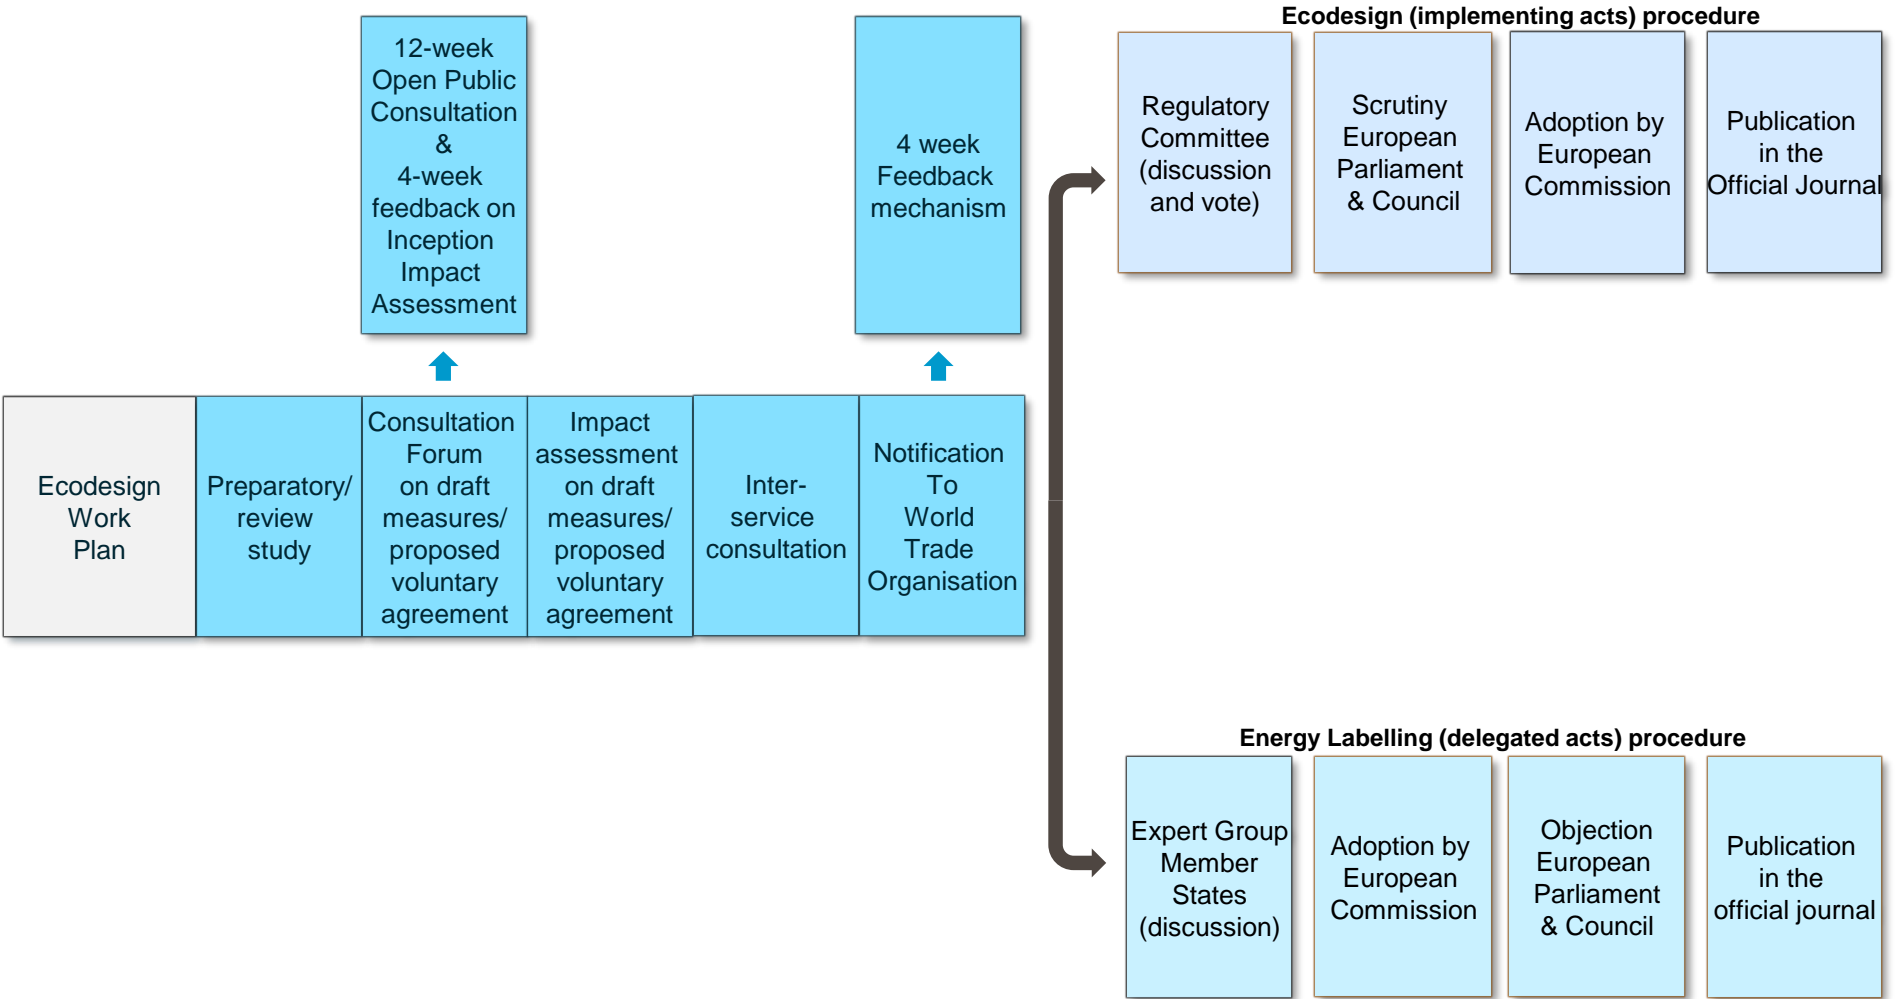 12-week
Open Public
Consultation
&
4-week
feedback on
Inception
Impact
Assessment
4 week
Feedback
mechanism
Ecodesign
Work
Plan
Preparatory/
review
study
Consultation
Forum
on draft
measures/
proposed
voluntary
agreement
Impact
assessment
on draft
measures/
proposed
voluntary
agreement
Inter-
service
consultation
Notification
To
World
Trade
Organisation
Ecodesign (implementing acts) procedure
Regulatory
Committee
(discussion
and vote)
Scrutiny
European
Parliament
& Council
Adoption by
European
Commission
Publication
in the
Official Journal
Energy Labelling (delegated acts) procedure
Expert Group
Member
States
(discussion)
Adoption by
European
Commission
Objection
European
Parliament
& Council
Publication
in the
official journal